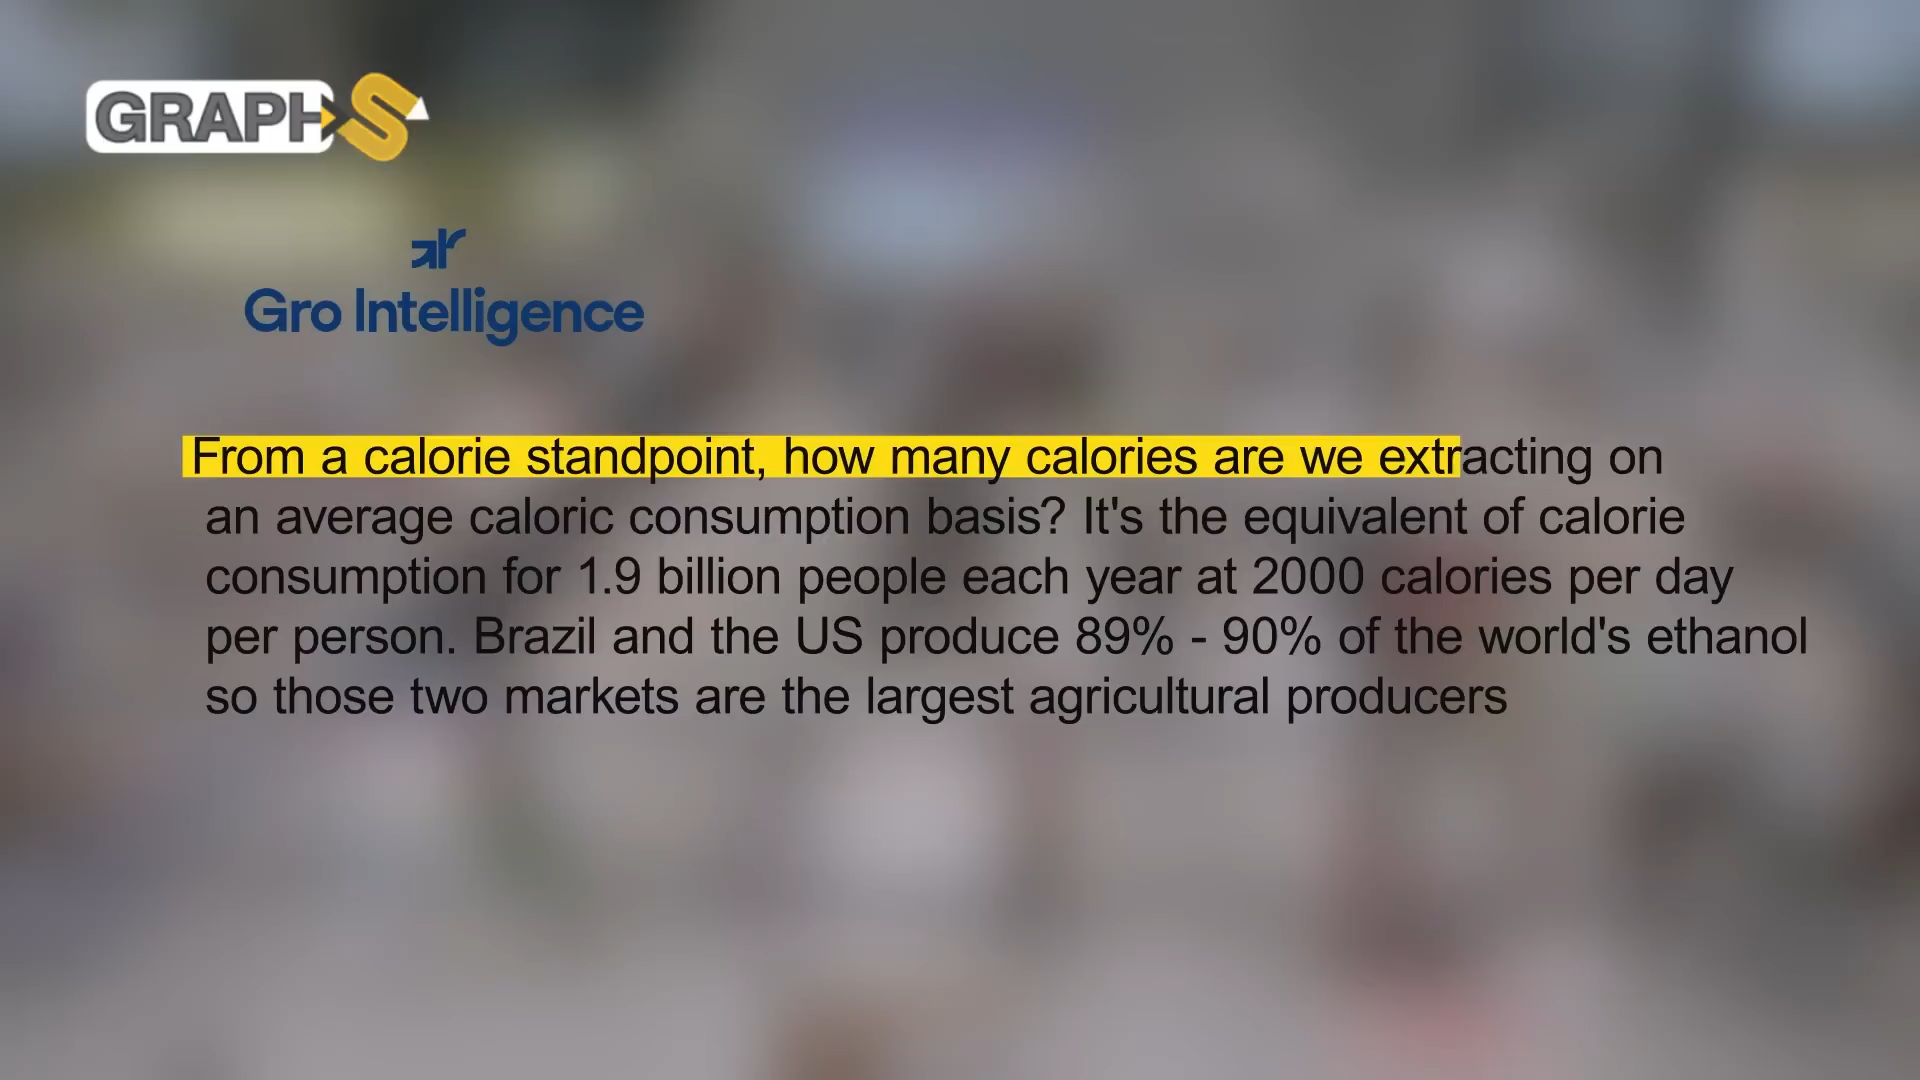 GRAPHS
Gro Intelligence
From a calorie standpoint, how many calories are we extracting on
an average caloric consumption basis? It's the equivalent of calorie
consumption for 1.9 billion people each year at 2000 calories per day
per person. Brazil and the US produce 89% - 90% of the world's ethanol
so those two markets are the largest agricultural producers